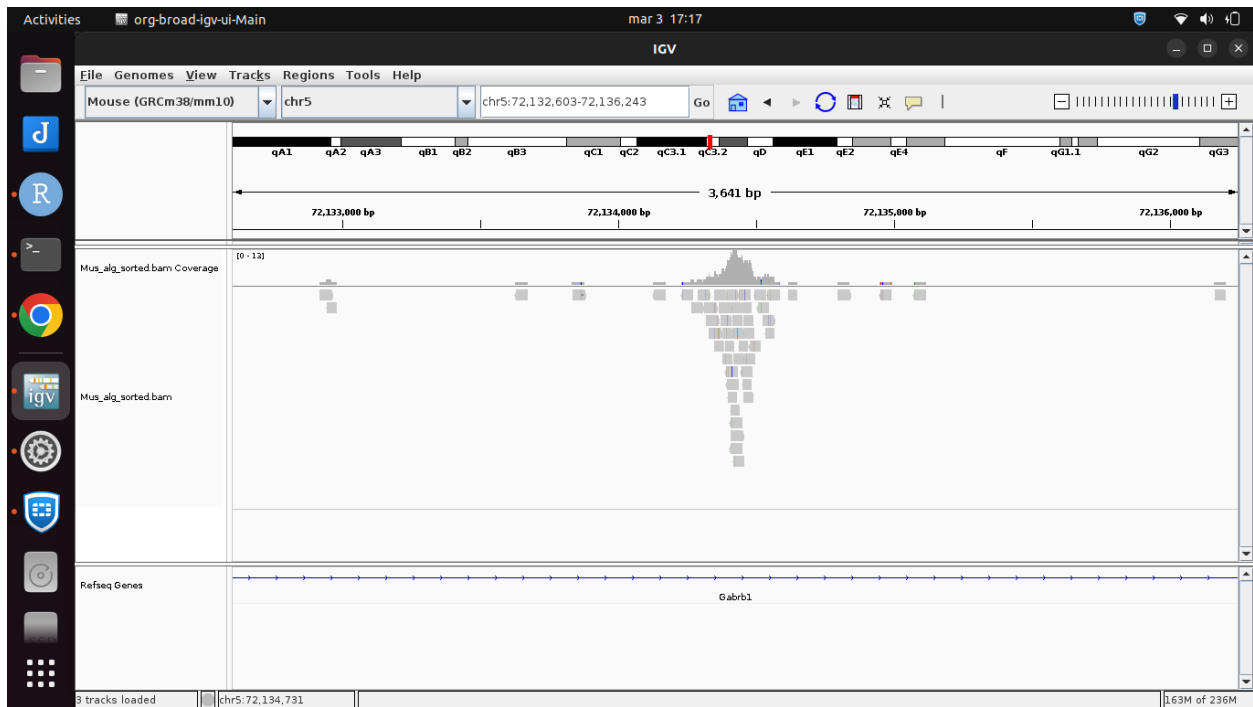 Activities org-broad-igv-ui-Main mar 3 17:17
IGV
File Genomes View Tracks Regions Tools Help
Mouse (GRCm38/mm10) chr5 chr5:72,132,603-72,136,243 Go
qA1 qA2 qA3 qB1 qB2 qB3 qC1 qC2 qC3.1 qC3.2 qD qE1 qE2 qE4 qF qG1.1 qG2 qG3
3,641 bp
72,133,000 bp 72,134,000 bp 72,135,000 bp 72,136,000 bp
[0 - 13]
Mus_alg_sorted.bam Coverage
Mus_alg_sorted.bam
Refseq Genes
Gabrb1
3 tracks loaded chr5:72,134,731 163M of 236M
J
R
>_
igv